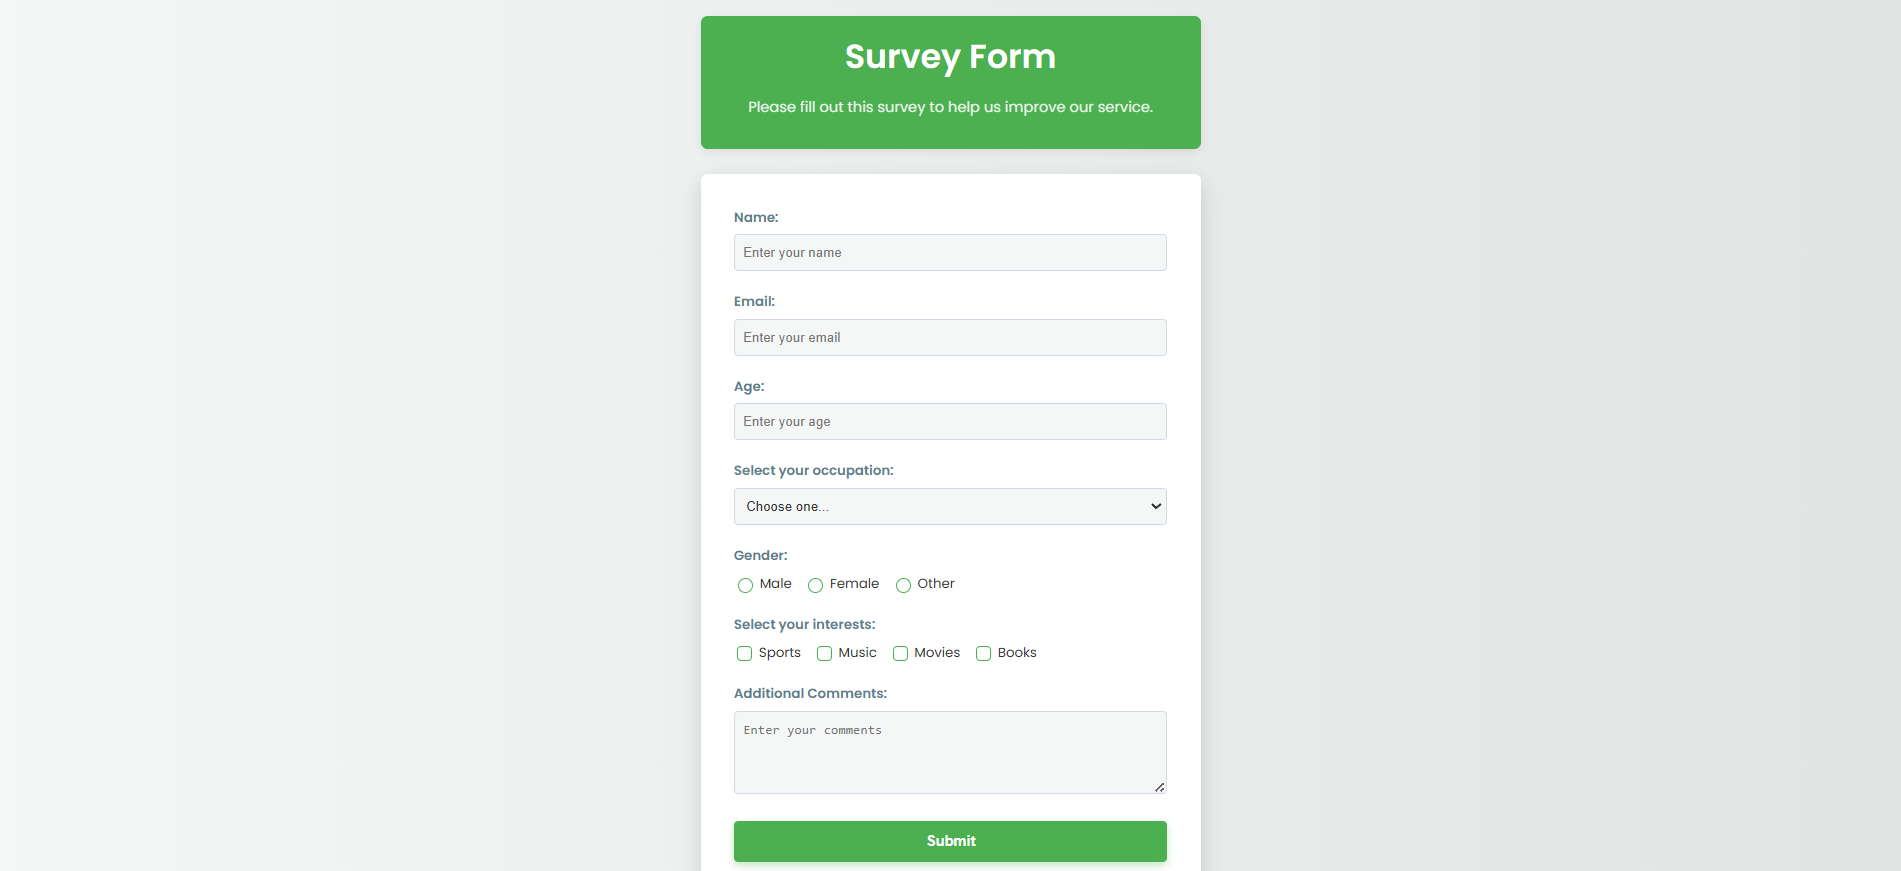 Survey Form
Please fill out this survey to help us improve our service.
Name:
Enter your name
Email:
Enter your email
Age:
Enter your age
Select your occupation:
Choose one...
Gender:
Male Female Other
Select your interests:
Sports Music Movies Books
Additional Comments:
Enter your comments
Submit